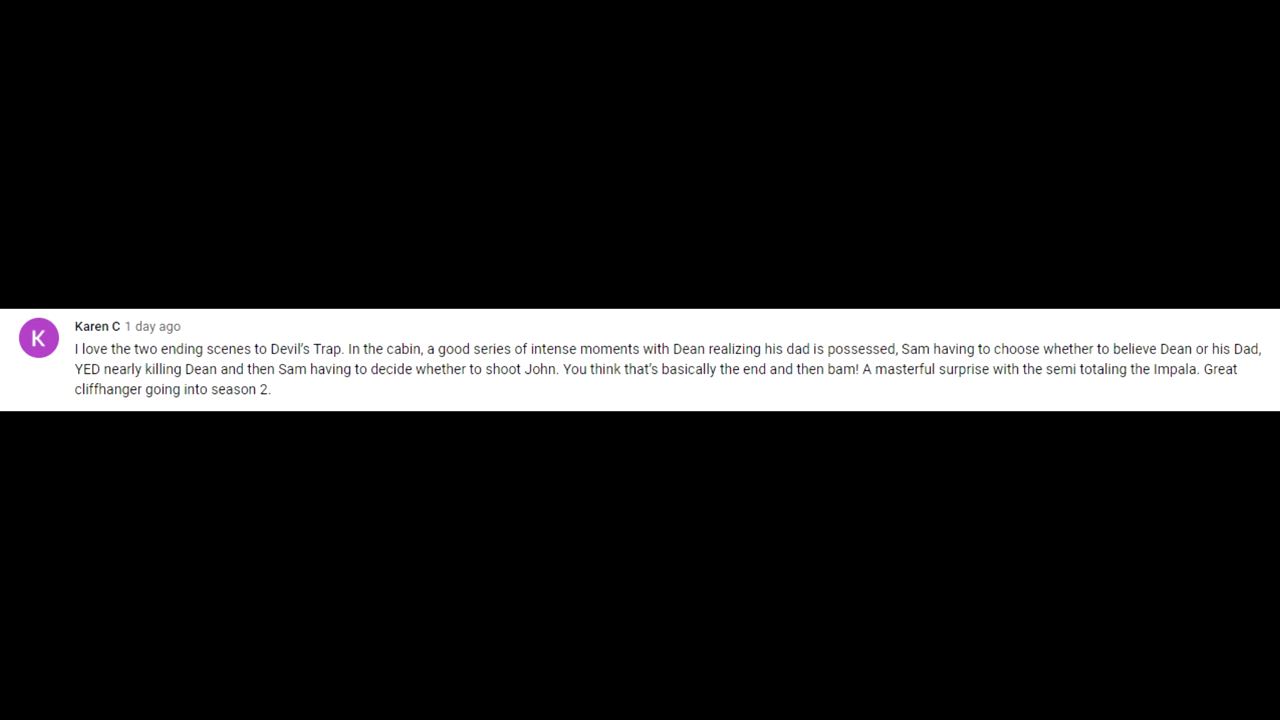 K
Karen C 1 day ago
I love the two ending scenes to Devil's Trap. In the cabin, a good series of intense moments with Dean realizing his dad is possessed, Sam having to choose whether to believe Dean or his Dad,
YED nearly killing Dean and then Sam having to decide whether to shoot John. You think that's basically the end and then bam! A masterful surprise with the semi totaling the Impala. Great
cliffhanger going into season 2.